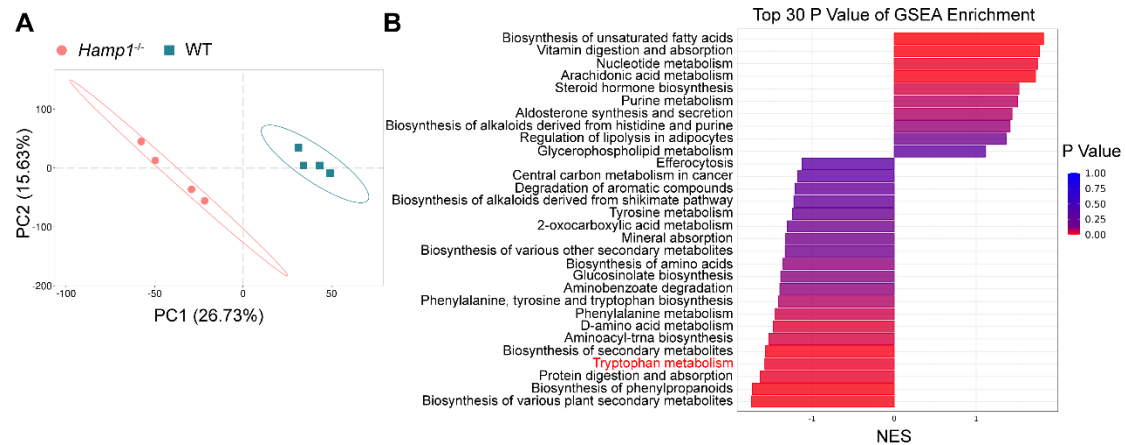 A
Hamp1-/- WT
PC2 (15.63%)
100
0
-100
-200
-100 -50 0 50
PC1 (26.73%)
B
Top 30 P Value of GSEA Enrichment
Biosynthesis of unsaturated fatty acids
Vitamin digestion and absorption
Nucleotide metabolism
Arachidonic acid metabolism
Steroid hormone biosynthesis
Purine metabolism
Aldosterone synthesis and secretion
Biosynthesis of alkaloids derived from histidine and purine
Regulation of lipolysis in adipocytes
Glycerophospholipid metabolism
Efferocytosis
Central carbon metabolism in cancer
Degradation of aromatic compounds
Biosynthesis of alkaloids derived from shikimate pathway
Tyrosine metabolism
2-oxocarboxylic acid metabolism
Mineral absorption
Biosynthesis of various other secondary metabolites
Biosynthesis of amino acids
Glucosinolate biosynthesis
Aminobenzoate degradation
Phenylalanine, tyrosine and tryptophan biosynthesis
Phenylalanine metabolism
D-amino acid metabolism
Aminoacyl-trna biosynthesis
Biosynthesis of secondary metabolites
Tryptophan metabolism
Protein digestion and absorption
Biosynthesis of phenylpropanoids
Biosynthesis of various plant secondary metabolites
-1 0 1
NES
P Value
1.00
0.75
0.50
0.25
0.00